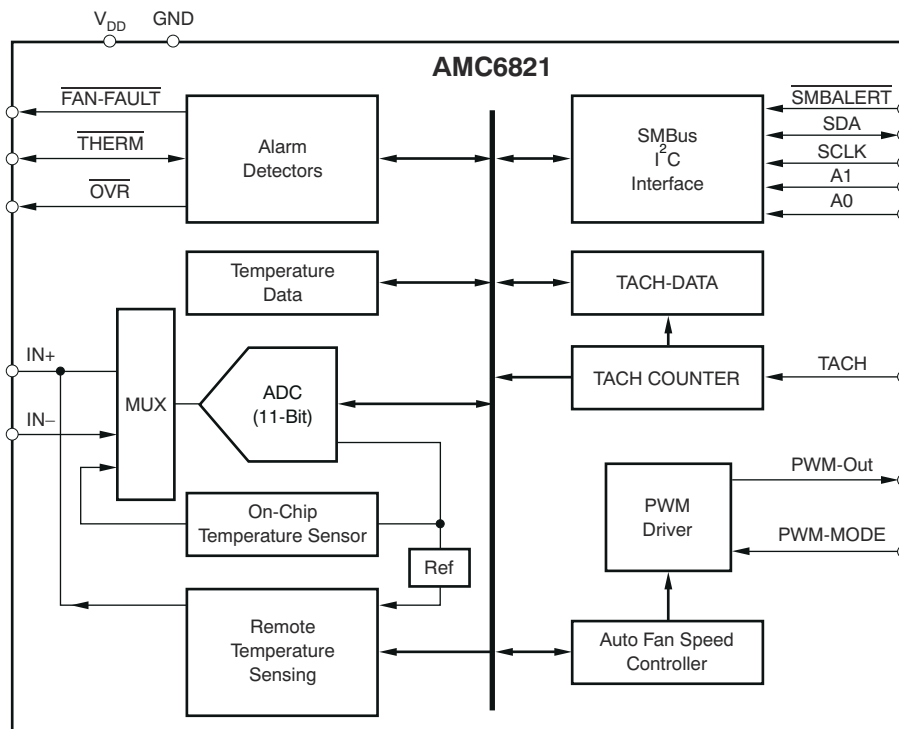 V_DD GND
AMC6821
FAN-FAULT
THERM
OVR
Alarm
Detectors
SMBus
I²C
Interface
SMBALERT
SDA
SCLK
A1
A0
Temperature
Data
TACH-DATA
IN+
IN–
MUX
ADC
(11-Bit)
TACH COUNTER
TACH
On-Chip
Temperature Sensor
Ref
PWM
Driver
PWM-Out
PWM-MODE
Remote
Temperature
Sensing
Auto Fan Speed
Controller